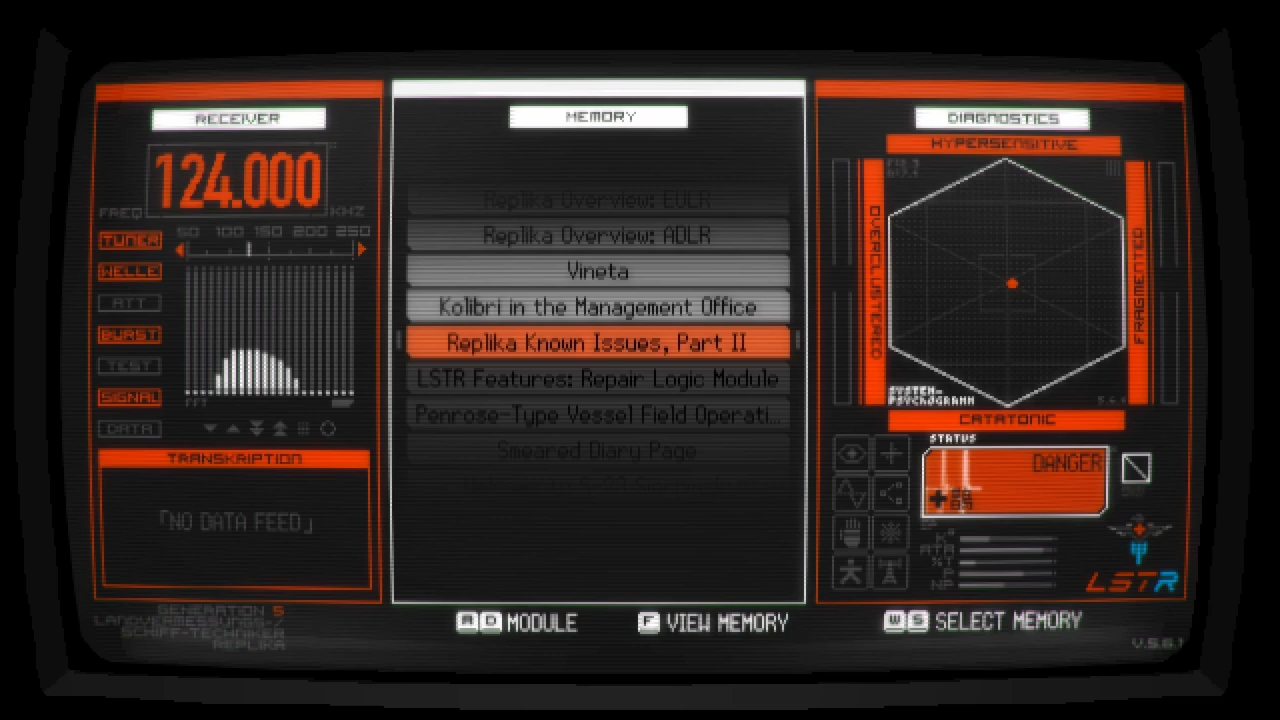 RECEIVER
124.000
FREQ
KHZ
50 100 150 200 250
TUNER
WELLE
ATT
BURST
TEST
SIGNAL
DATA
FFT
TRANSKRIPTION
「NO DATA FEED」
GENERATION 5
LANDVERMESSUNGS-/
SCHIFF-TECHNIKER
REPLIKA
MEMORY
Replika Overview: EULR
Replika Overview: ADLR
Vineta
Kolibri in the Management Office
Replika Known Issues, Part II
LSTR Features: Repair Logic Module
Penrose-Type Vessel Field Operati...
Smeared Diary Page
A D MODULE
F VIEW MEMORY
W S SELECT MEMORY
DIAGNOSTICS
HYPERSENSITIVE
OVERCLUSTERED
FRAGMENTED
SYSTEM-
PSYCHOGRAMM
CATATONIC
STATUS
DANGER
LSTR
V.5.0.1